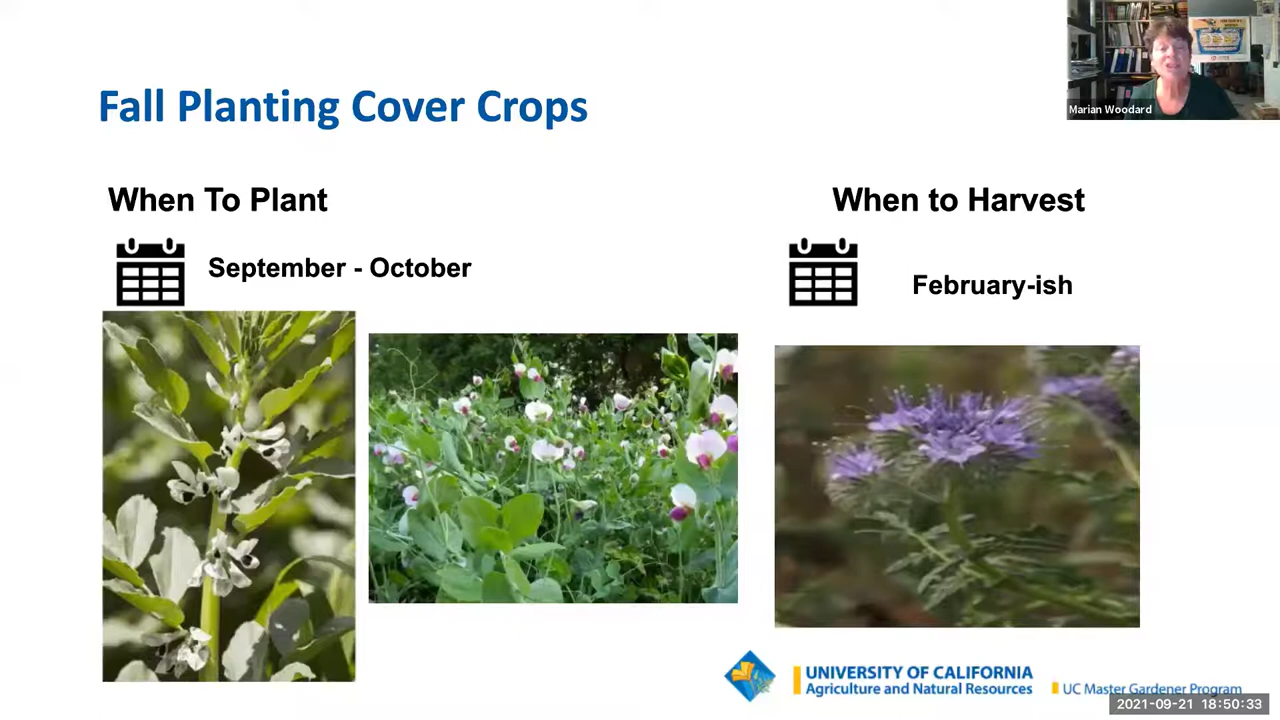 Marian Woodard
Fall Planting Cover Crops
When To Plant
When to Harvest
September - October
February-ish
UNIVERSITY OF CALIFORNIA
Agriculture and Natural Resources
UC Master Gardener Program
2021-09-21 18:50:33